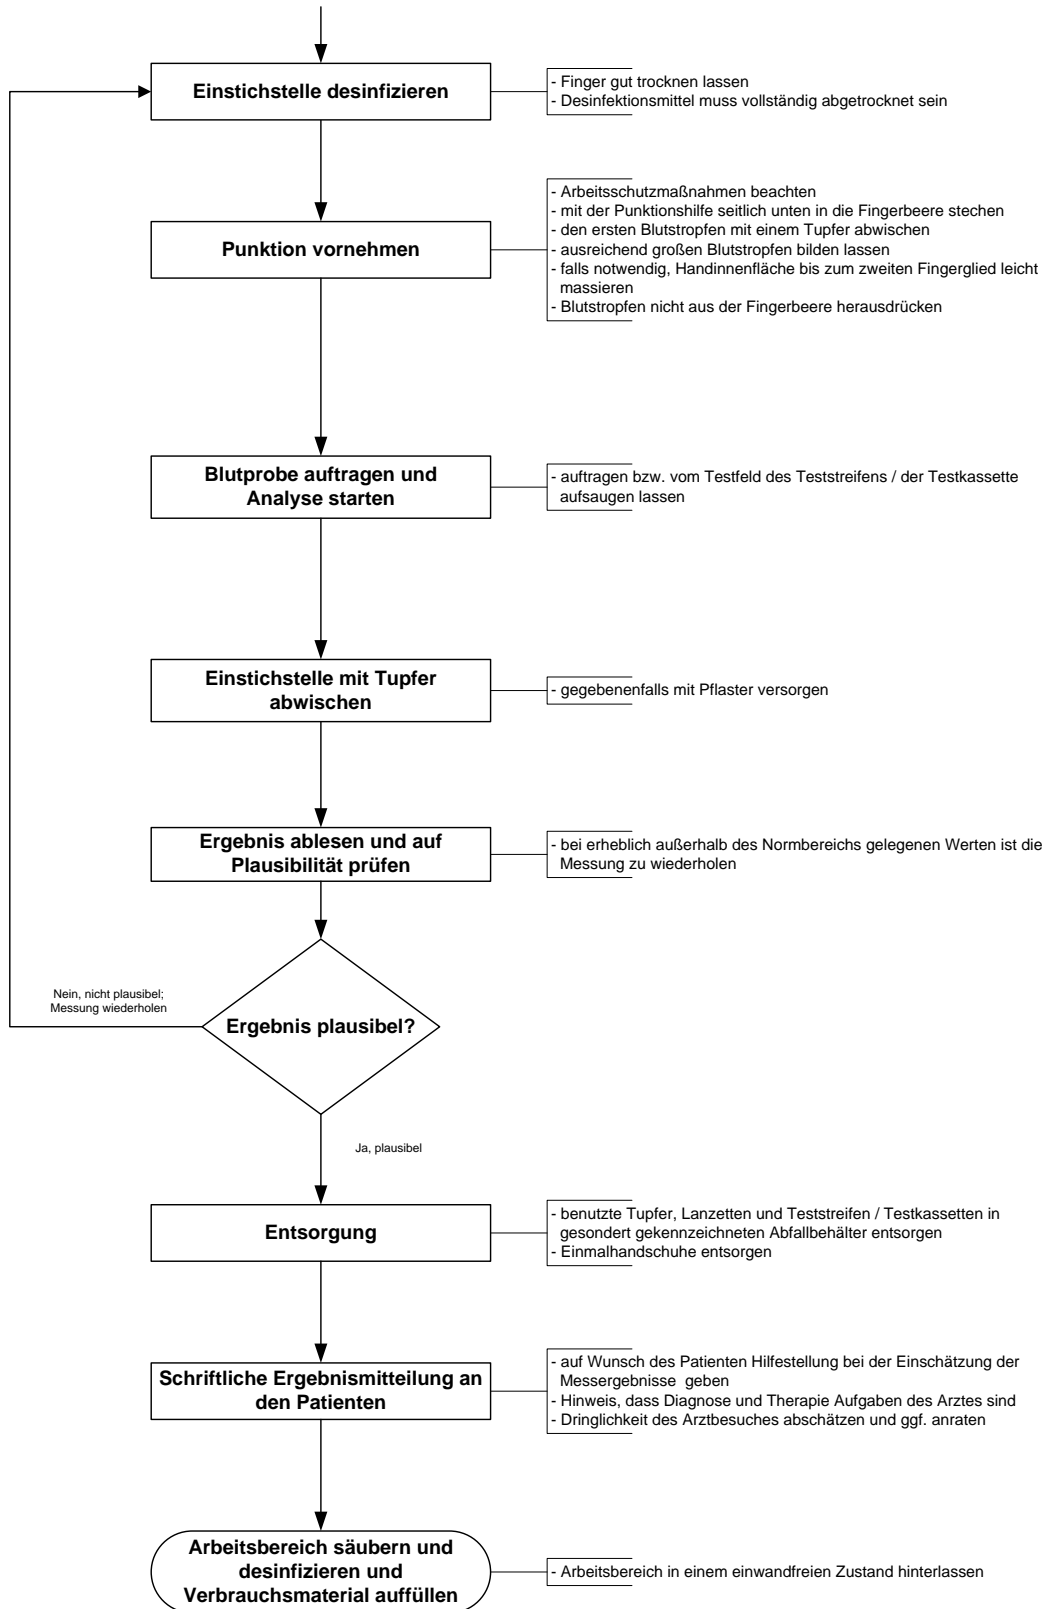 Einstichstelle desinfizieren
- Finger gut trocknen lassen
- Desinfektionsmittel muss vollständig abgetrocknet sein
Punktion vornehmen
- Arbeitsschutzmaßnahmen beachten
- mit der Punktionshilfe seitlich unten in die Fingerbeere stechen
- den ersten Blutstropfen mit einem Tupfer abwischen
- ausreichend großen Blutstropfen bilden lassen
- falls notwendig, Handinnenfläche bis zum zweiten Fingerglied leicht
massieren
- Blutstropfen nicht aus der Fingerbeere herausdrücken
Blutprobe auftragen und
Analyse starten
- auftragen bzw. vom Testfeld des Teststreifens / der Testkassette
aufsaugen lassen
Einstichstelle mit Tupfer
abwischen
- gegebenenfalls mit Pflaster versorgen
Ergebnis ablesen und auf
Plausibilität prüfen
- bei erheblich außerhalb des Normbereichs gelegenen Werten ist die
Messung zu wiederholen
Nein, nicht plausibel;
Messung wiederholen
Ergebnis plausibel?
Ja, plausibel
Entsorgung
- benutzte Tupfer, Lanzetten und Teststreifen / Testkassetten in
gesondert gekennzeichneten Abfallbehälter entsorgen
- Einmalhandschuhe entsorgen
Schriftliche Ergebnismitteilung an
den Patienten
- auf Wunsch des Patienten Hilfestellung bei der Einschätzung der
Messergebnisse geben
- Hinweis, dass Diagnose und Therapie Aufgaben des Arztes sind
- Dringlichkeit des Arztbesuches abschätzen und ggf. anraten
Arbeitsbereich säubern und
desinfizieren und
Verbrauchsmaterial auffüllen
- Arbeitsbereich in einem einwandfreien Zustand hinterlassen